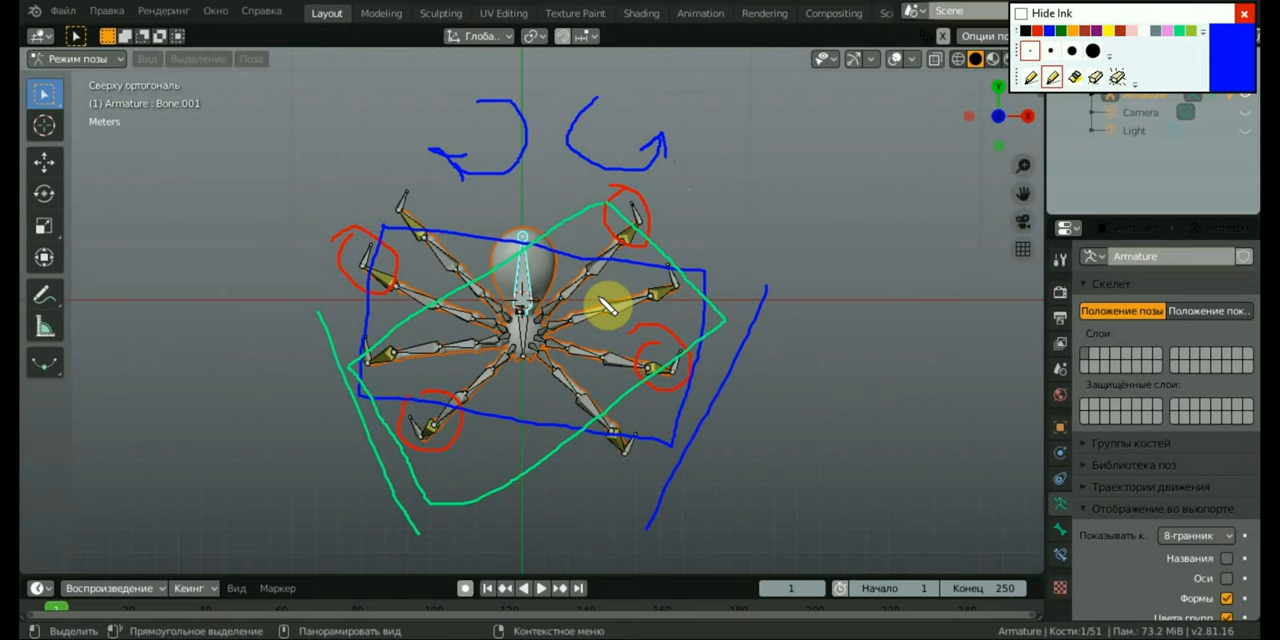 Файл Правка Рендеринг Окно Справка Layout Modeling Sculpting UV Editing Texture Paint Shading Animation Rendering Compositing Sc Scene
Hide Ink
Глоба.. Опции по
Режим позы Вид Выделение Поза
Сверху ортогональ
(1) Armature : Bone.001
Meters
Y
X
Camera
Light
Armature
Скелет
Положение позы Положение пок..
Слои:
Защищённые слои:
Группы костей
Библиотека поз
Траектории движения
Отображение во вьюпорте
Показывать к.. 8-гранник
Названия
Оси
Формы
Цвета групп
Воспроизведение Кеинг Вид Маркер 1 Начало 1 Конец 250
Выделить Прямоугольное выделение Панорамировать вид Контекстное меню Armature | Кости:1/51 | Пам.: 73.2 MiB | v2.81.16